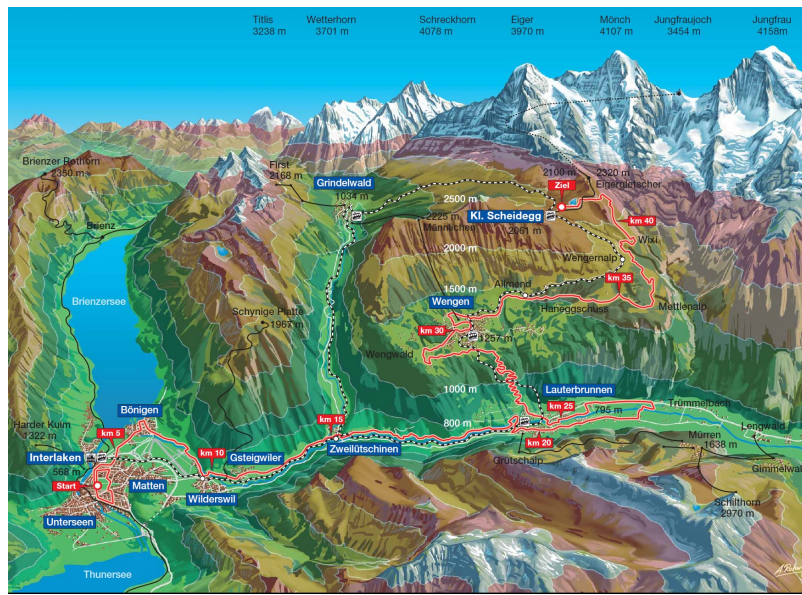 Titlis
3238 m
Wetterhorn
3701 m
Schreckhorn
4078 m
Eiger
3970 m
Mönch
4107 m
Jungfraujoch
3454 m
Jungfrau
4158m
Brienzer Rothorn
2350 m
First
2168 m
Grindelwald
1034 m
2100 m
2320 m
Ziel
Eigergletscher
2500 m
2225 m
Männlichen
Kl. Scheidegg
2061 m
km 40
Wixi
Brienz
2000 m
Wengernalp
km 35
Brienzersee
1500 m
Allmend
Wengen
Haneggschuss
Mettlenalp
Schynige Platte
1967 m
km 30
1257 m
Wengwald
1000 m
Lauterbrunnen
Bönigen
km 25
795 m
Trümmelbach
Harder Kulm
1322 m
km 5
km 15
800 m
km 20
Lengwald
Mürren
1638 m
Interlaken
568 m
km 10
Gsteigwiler
Zweilütschinen
Grütschalp
Gimmelwald
Start
Matten
Wilderswil
Schilthorn
2970 m
Unterseen
Thunersee